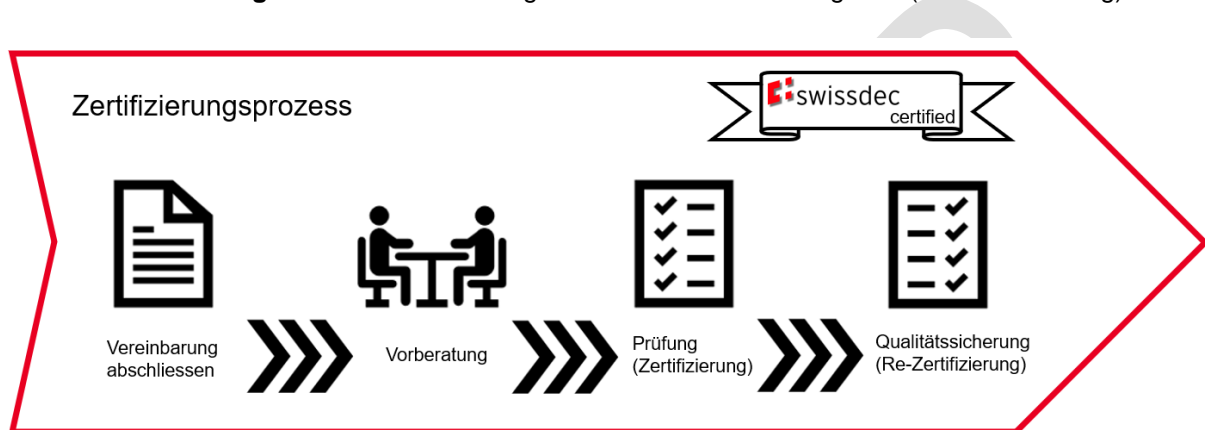 Zertifizierungsprozess
swissdec
certified
Vereinbarung
abschliessen
Vorberatung
Prüfung
(Zertifizierung)
Qualitätssicherung
(Re-Zertifizierung)